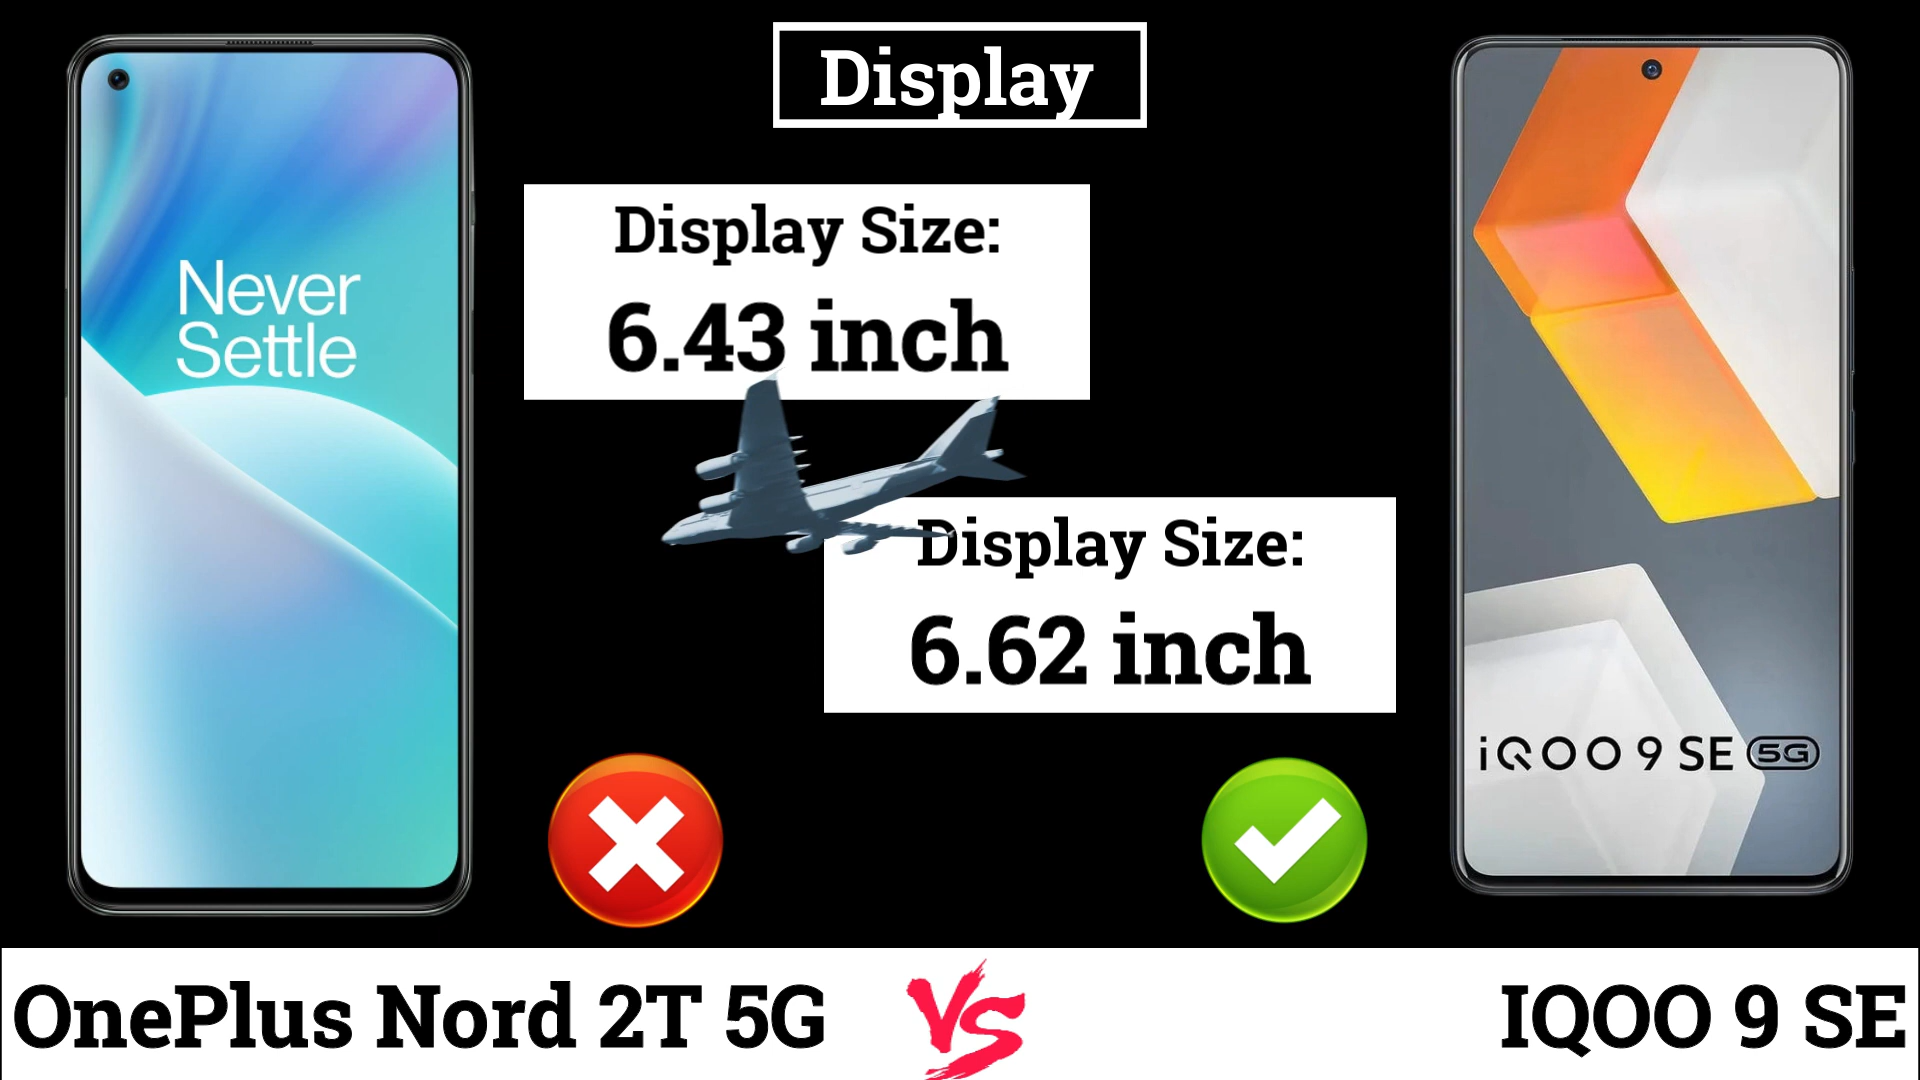 Display
Display Size:
6.43 inch
Never
Settle
Display Size:
6.62 inch
iQOO 9 SE 5G
OnePlus Nord 2T 5G
VS
IQOO 9 SE